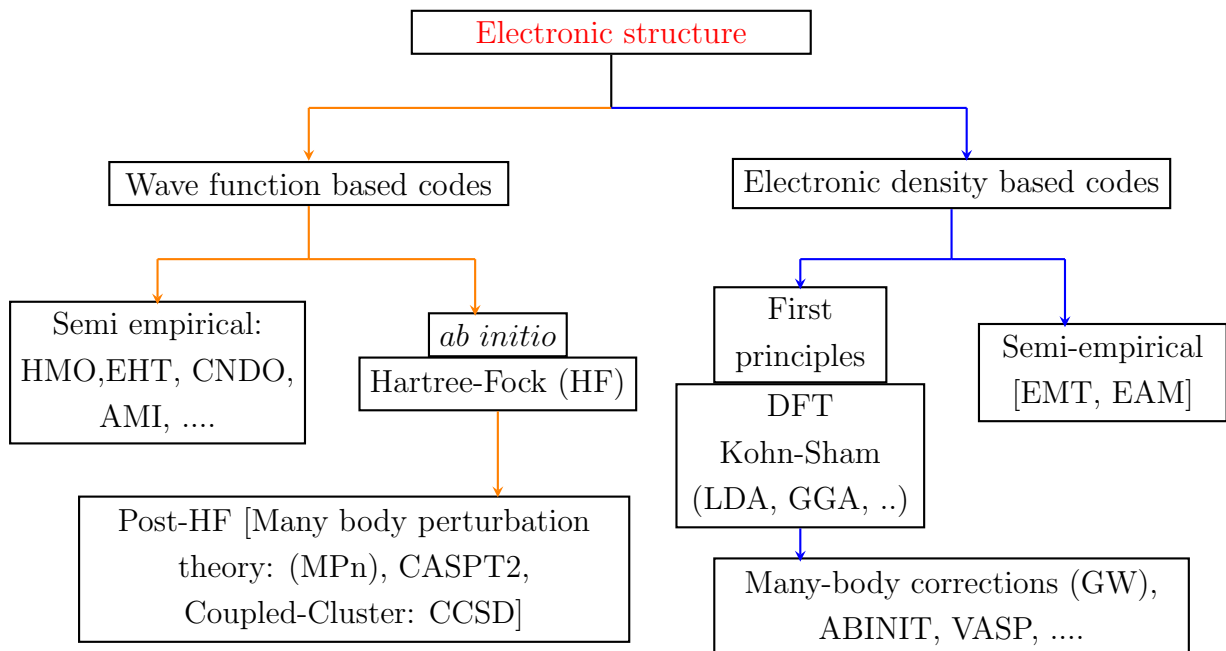 Electronic structure
Wave function based codes
Electronic density based codes
Semi empirical:
HMO,EHT, CNDO,
AMI, ....
ab initio
Hartree-Fock (HF)
First
principles
DFT
Kohn-Sham
(LDA, GGA, ..)
Semi-empirical
[EMT, EAM]
Post-HF [Many body perturbation
theory: (MPn), CASPT2,
Coupled-Cluster: CCSD]
Many-body corrections (GW),
ABINIT, VASP, ....